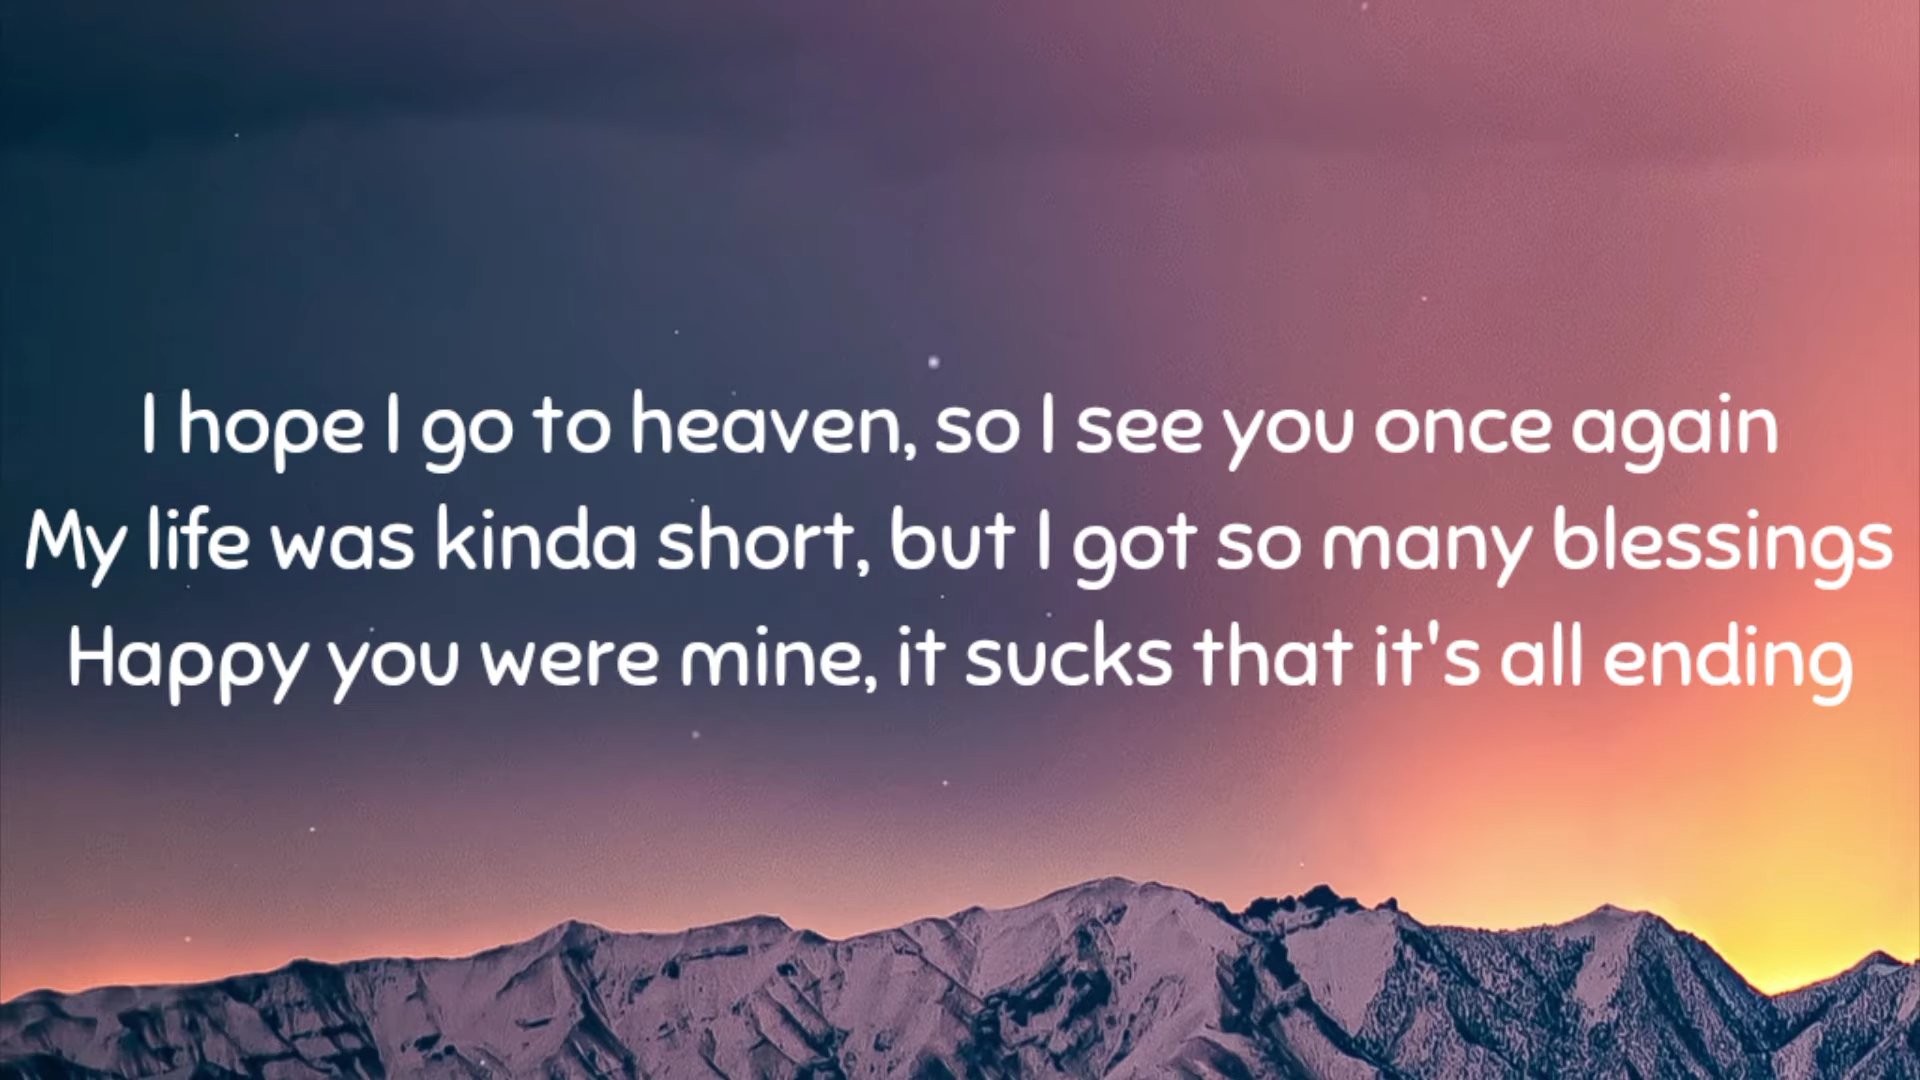 I hope I go to heaven, so I see you once again
My life was kinda short, but I got so many blessings
Happy you were mine, it sucks that it's all ending